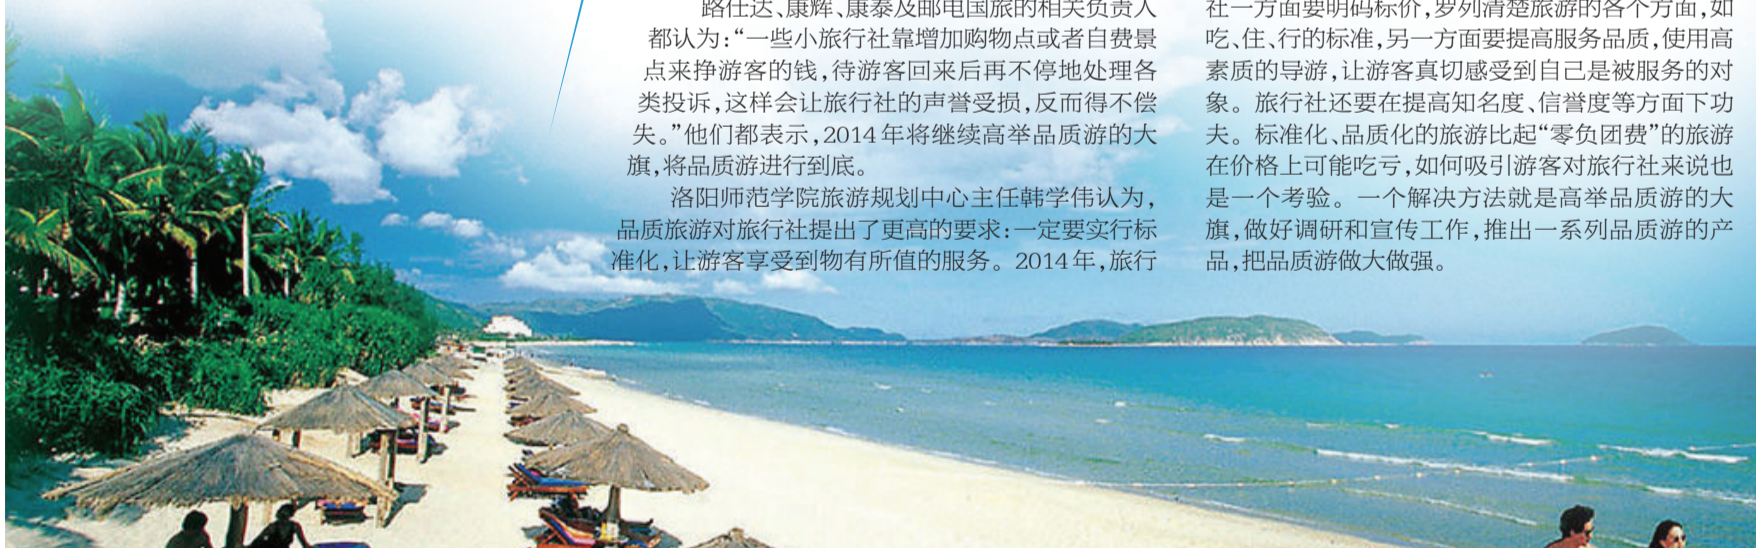 路仕达、康辉、康泰及邮电国旅的相关负责人
都认为：“一些小旅行社靠增加购物点或者自费景
点来挣游客的钱，待游客回来后再不停地处理各
类投诉，这样会让旅行社的声誉受损，反而得不偿
失。”他们都表示，2014年将继续高举品质游的大
旗，将品质游进行到底。
洛阳师范学院旅游规划中心主任韩学伟认为，
品质旅游对旅行社提出了更高的要求：一定要实行标
准化，让游客享受到物有所值的服务。2014年，旅行
社一方面要明码标价，罗列清楚旅游的各个方面，如
吃、住、行的标准，另一方面要提高服务品质，使用高
素质的导游，让游客真切感受到自己是被服务的对
象。旅行社还要在提高知名度、信誉度等方面下功
夫。标准化、品质化的旅游比起“零负团费”的旅游
在价格上可能吃亏，如何吸引游客对旅行社来说也
是一个考验。一个解决方法就是高举品质游的大
旗，做好调研和宣传工作，推出一系列品质游的产
品，把品质游做大做强。